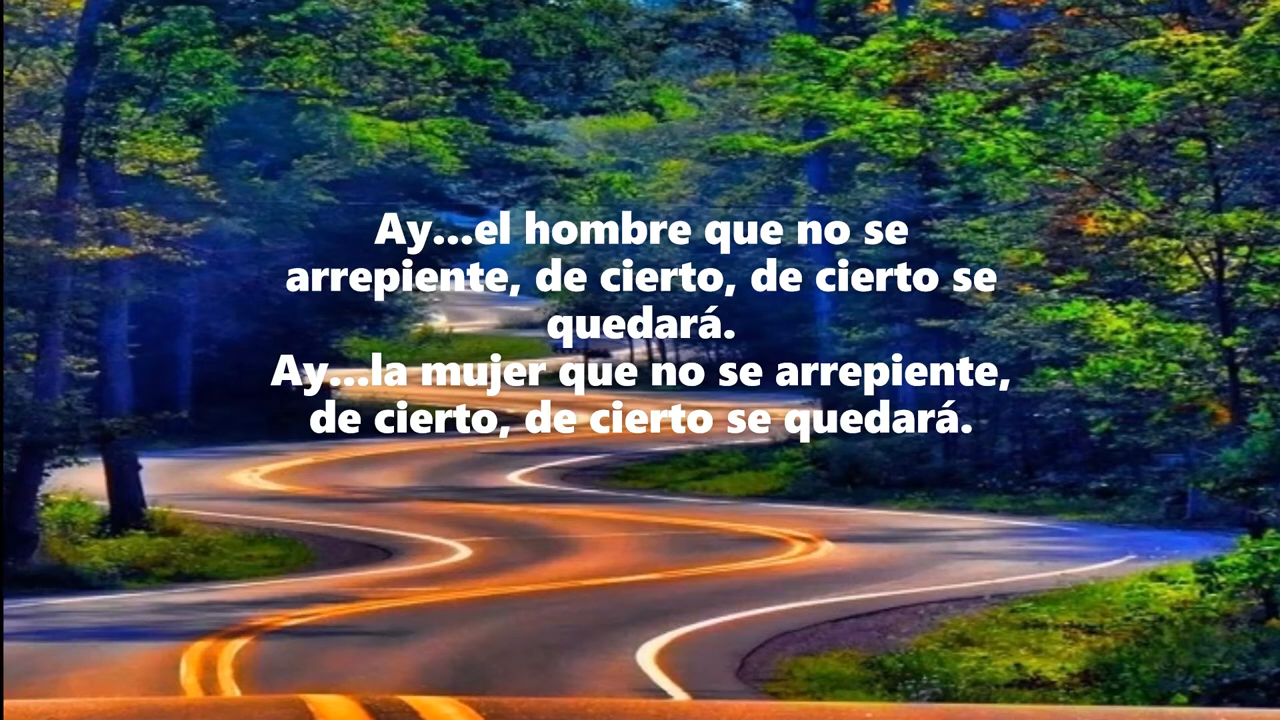 Ay...el hombre que no se
arrepiente, de cierto, de cierto se
quedará.
Ay...la mujer que no se arrepiente,
de cierto, de cierto se quedará.